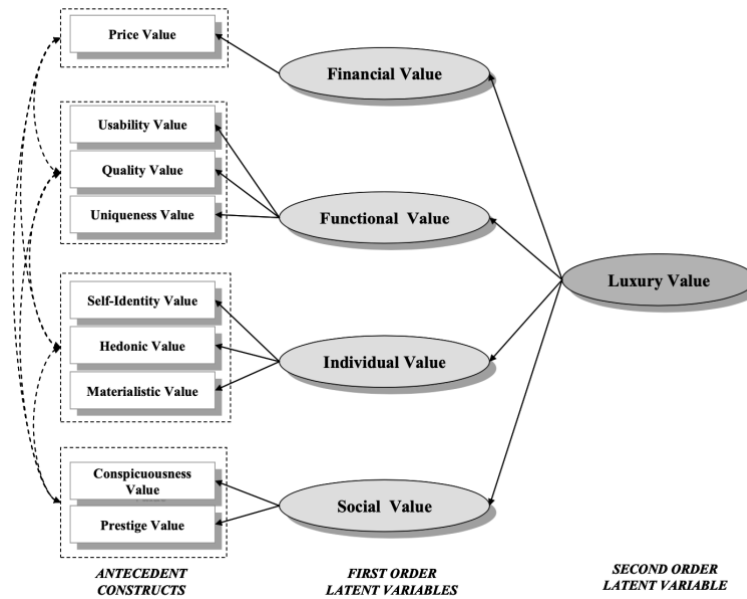 Price Value
Financial Value
Usability Value
Quality Value
Uniqueness Value
Functional Value
Luxury Value
Self-Identity Value
Hedonic Value
Materialistic Value
Individual Value
Conspicuousness
Value
Prestige Value
Social Value
ANTECEDENT
CONSTRUCTS
FIRST ORDER
LATENT VARIABLES
SECOND ORDER
LATENT VARIABLE